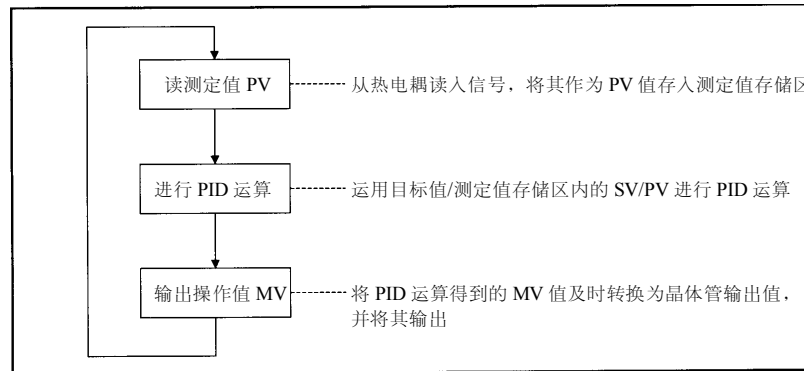 读测定值 PV
从热电耦读入信号，将其作为 PV 值存入测定值存储区
进行 PID 运算
运用目标值/测定值存储区内的 SV/PV 进行 PID 运算
输出操作值 MV
将 PID 运算得到的 MV 值及时转换为晶体管输出值，
并将其输出